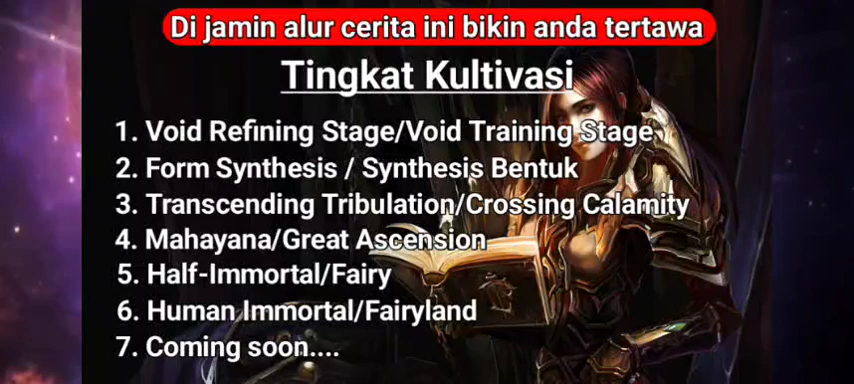 Di jamin alur cerita ini bikin anda tertawa
Tingkat Kultivasi
1. Void Refining Stage/Void Training Stage
2. Form Synthesis / Synthesis Bentuk
3. Transcending Tribulation/Crossing Calamity
4. Mahayana/Great Ascension
5. Half-Immortal/Fairy
6. Human Immortal/Fairyland
7. Coming soon....